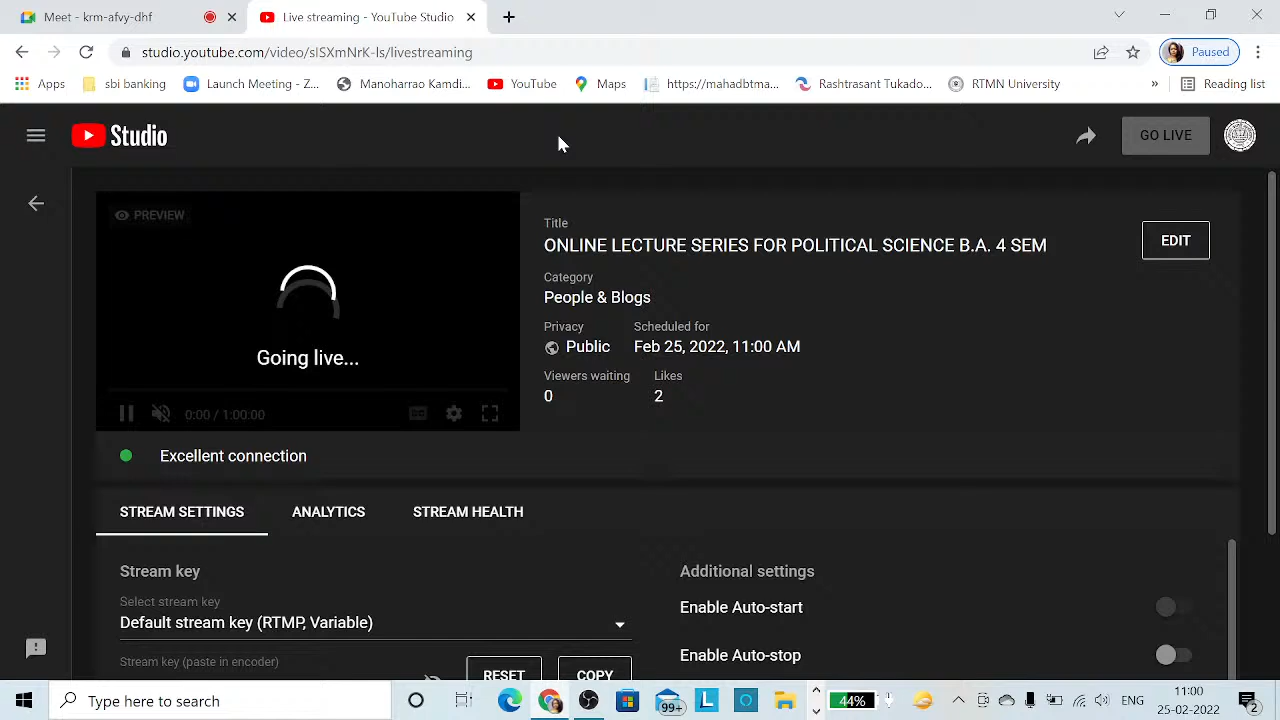 Meet - krm-afvy-dhf
Live streaming - YouTube Studio
studio.youtube.com/video/sISXmNrK-ls/livestreaming
Paused
Apps
sbi banking
Launch Meeting - Z...
Manoharrao Kamdi...
YouTube
Maps
https://mahadbtma...
Rashtrasant Tukado...
RTMN University
»
Reading list
Studio
GO LIVE
PREVIEW
Going live...
0:00 / 1:00:00
Title
ONLINE LECTURE SERIES FOR POLITICAL SCIENCE B.A. 4 SEM
EDIT
Category
People & Blogs
Privacy
Scheduled for
Public
Feb 25, 2022, 11:00 AM
Viewers waiting
Likes
0
2
Excellent connection
STREAM SETTINGS
ANALYTICS
STREAM HEALTH
Stream key
Additional settings
Select stream key
Default stream key (RTMP, Variable)
Enable Auto-start
Stream key (paste in encoder)
RESET
COPY
Enable Auto-stop
Type here to search
99+
L
44%
ENG
11:00
25-02-2022
2